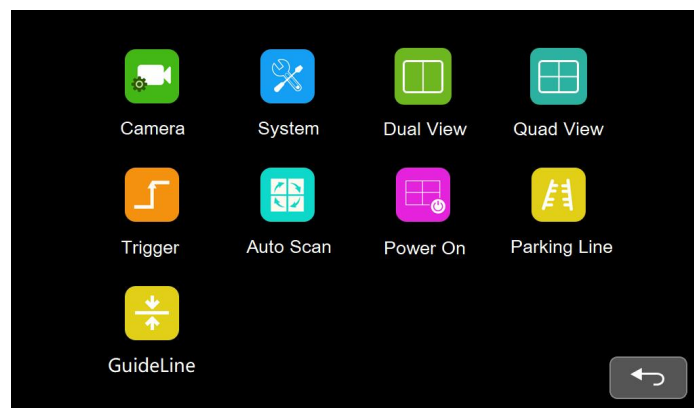 Camera System Dual View Quad View
Trigger Auto Scan Power On Parking Line
GuideLine